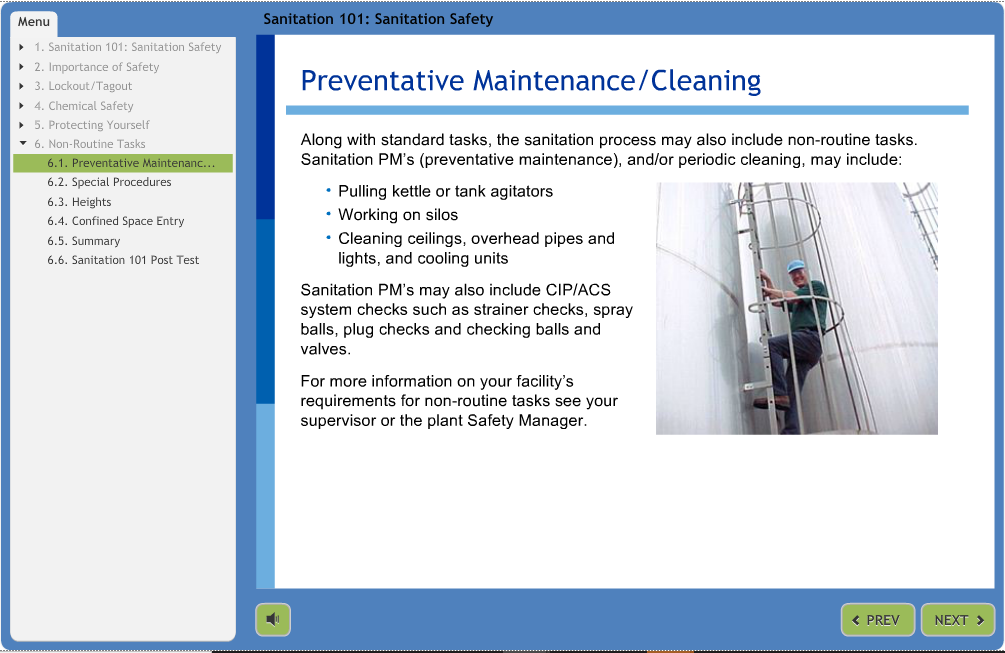 Menu
1. Sanitation 101: Sanitation Safety
2. Importance of Safety
3. Lockout/Tagout
4. Chemical Safety
5. Protecting Yourself
6. Non-Routine Tasks
6.1. Preventative Maintenanc...
6.2. Special Procedures
6.3. Heights
6.4. Confined Space Entry
6.5. Summary
6.6. Sanitation 101 Post Test
Sanitation 101: Sanitation Safety
Preventative Maintenance/Cleaning
Along with standard tasks, the sanitation process may also include non-routine tasks.
Sanitation PM’s (preventative maintenance), and/or periodic cleaning, may include:
• Pulling kettle or tank agitators
• Working on silos
• Cleaning ceilings, overhead pipes and
lights, and cooling units
Sanitation PM’s may also include CIP/ACS
system checks such as strainer checks, spray
balls, plug checks and checking balls and
valves.
For more information on your facility’s
requirements for non-routine tasks see your
supervisor or the plant Safety Manager.
PREV
NEXT